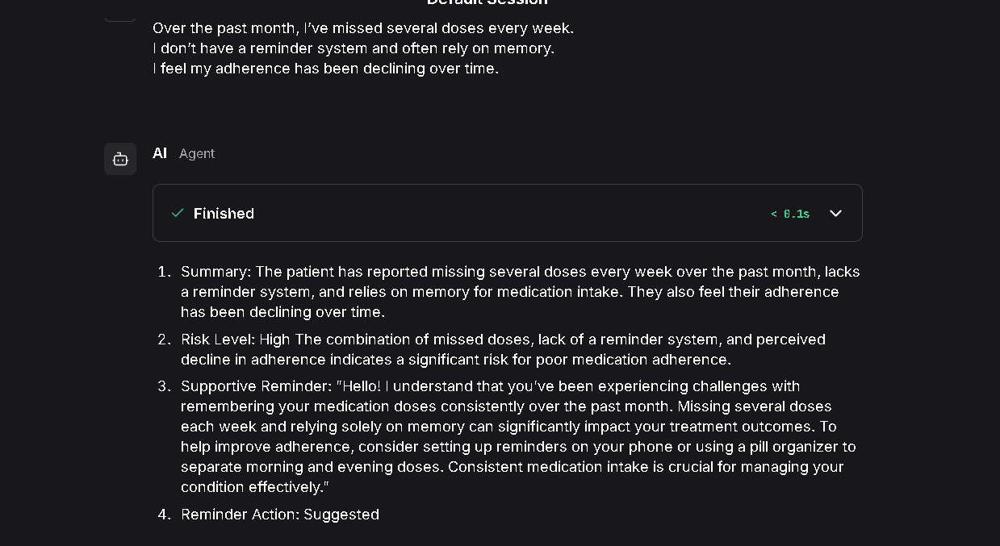 Default Session
Over the past month, I’ve missed several doses every week.
I don’t have a reminder system and often rely on memory.
I feel my adherence has been declining over time.
AI Agent
Finished < 0.1s
1. Summary: The patient has reported missing several doses every week over the past month, lacks
a reminder system, and relies on memory for medication intake. They also feel their adherence
has been declining over time.
2. Risk Level: High The combination of missed doses, lack of a reminder system, and perceived
decline in adherence indicates a significant risk for poor medication adherence.
3. Supportive Reminder: “Hello! I understand that you’ve been experiencing challenges with
remembering your medication doses consistently over the past month. Missing several doses
each week and relying solely on memory can significantly impact your treatment outcomes. To
help improve adherence, consider setting up reminders on your phone or using a pill organizer to
separate morning and evening doses. Consistent medication intake is crucial for managing your
condition effectively.”
4. Reminder Action: Suggested